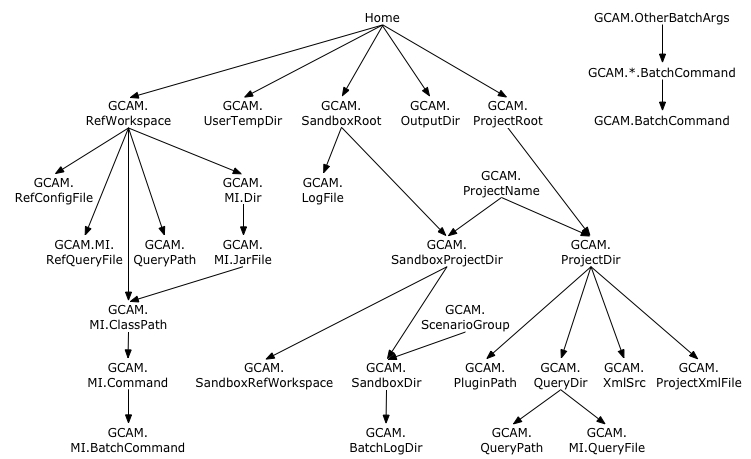 Home
GCAM.OtherBatchArgs
GCAM.*.BatchCommand
GCAM.BatchCommand
GCAM.
RefWorkspace
GCAM.
UserTempDir
GCAM.
SandboxRoot
GCAM.
OutputDir
GCAM.
ProjectRoot
GCAM.
RefConfigFile
GCAM.
MI.Dir
GCAM.
LogFile
GCAM.
ProjectName
GCAM.MI.
RefQueryFile
GCAM.
QueryPath
GCAM.
MI.JarFile
GCAM.
SandboxProjectDir
GCAM.
ProjectDir
GCAM.
MI.ClassPath
GCAM.
ScenarioGroup
GCAM.
MI.Command
GCAM.
SandboxRefWorkspace
GCAM.
SandboxDir
GCAM.
PluginPath
GCAM.
QueryDir
GCAM.
XmlSrc
GCAM.
ProjectXmlFile
GCAM.
MI.BatchCommand
GCAM.
BatchLogDir
GCAM.
QueryPath
GCAM.
MI.QueryFile